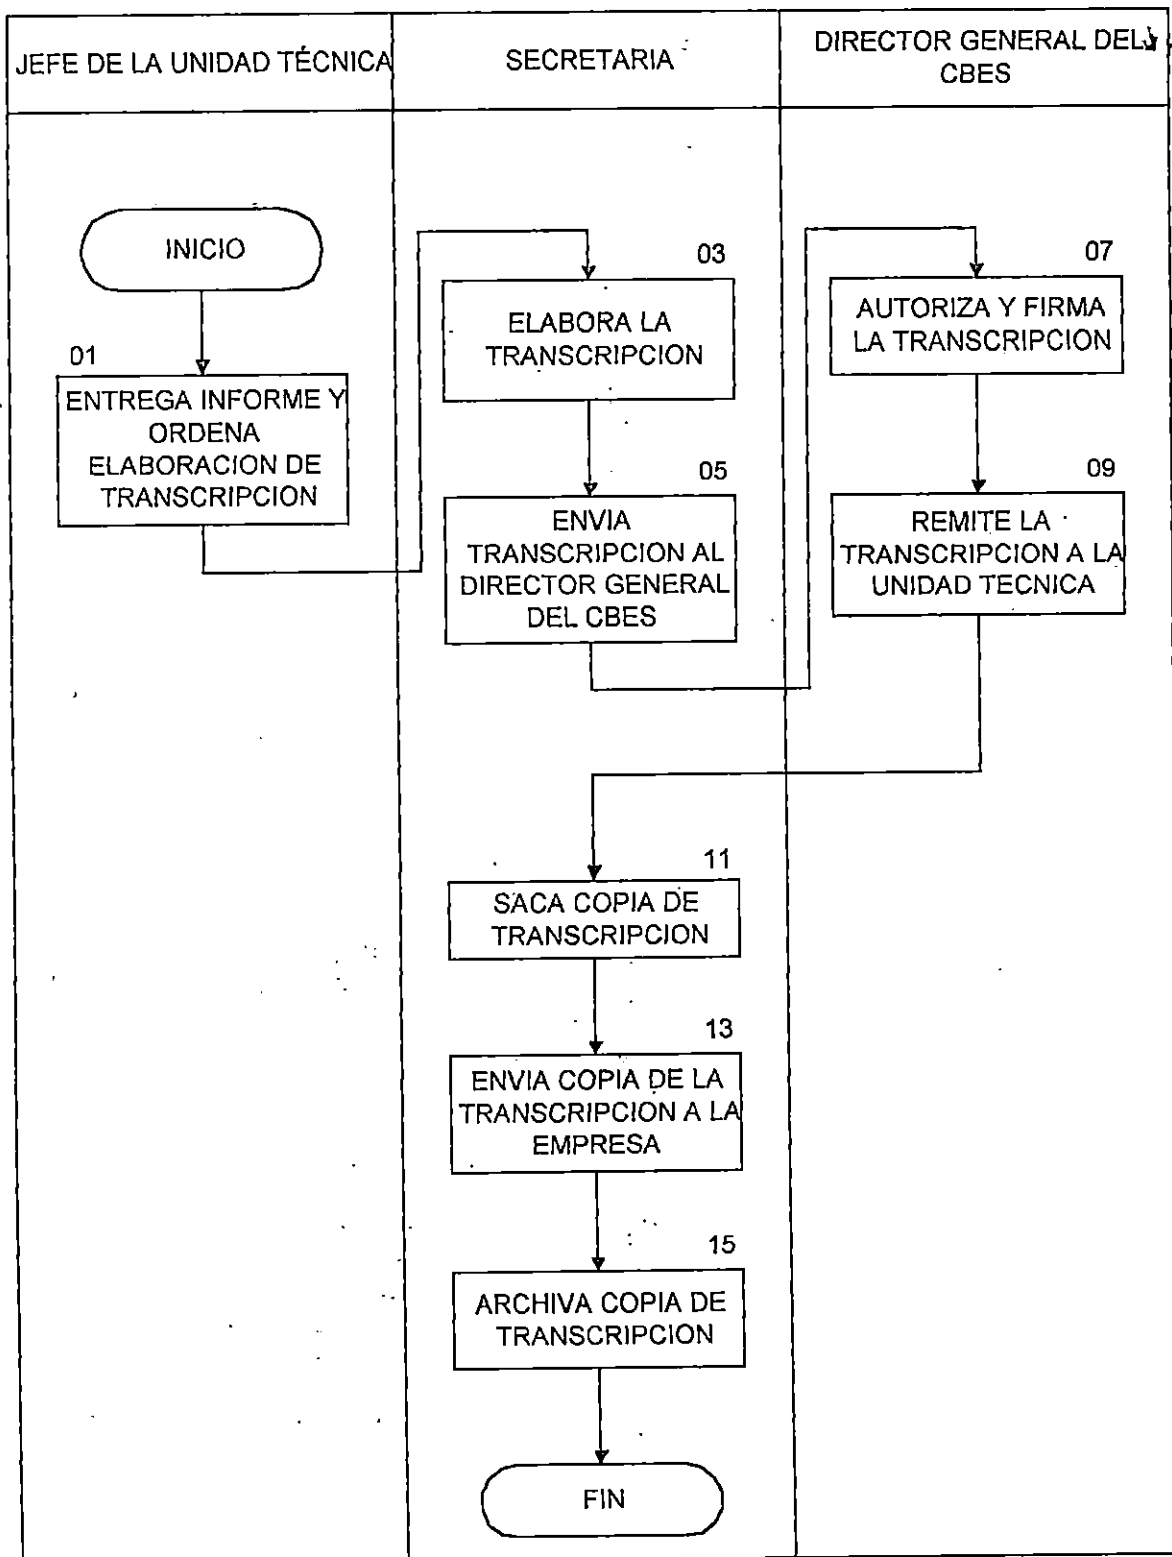 JEFE DE LA UNIDAD TÉCNICA
SECRETARIA
DIRECTOR GENERAL DEL
CBES
INICIO
01
ENTREGA INFORME Y
ORDENA
ELABORACION DE
TRANSCRIPCION
03
ELABORA LA
TRANSCRIPCION
05
ENVIA
TRANSCRIPCION AL
DIRECTOR GENERAL
DEL CBES
07
AUTORIZA Y FIRMA
LA TRANSCRIPCION
09
REMITE LA
TRANSCRIPCION A LA
UNIDAD TECNICA
11
SACA COPIA DE
TRANSCRIPCION
13
ENVIA COPIA DE LA
TRANSCRIPCION A LA
EMPRESA
15
ARCHIVA COPIA DE
TRANSCRIPCION
FIN